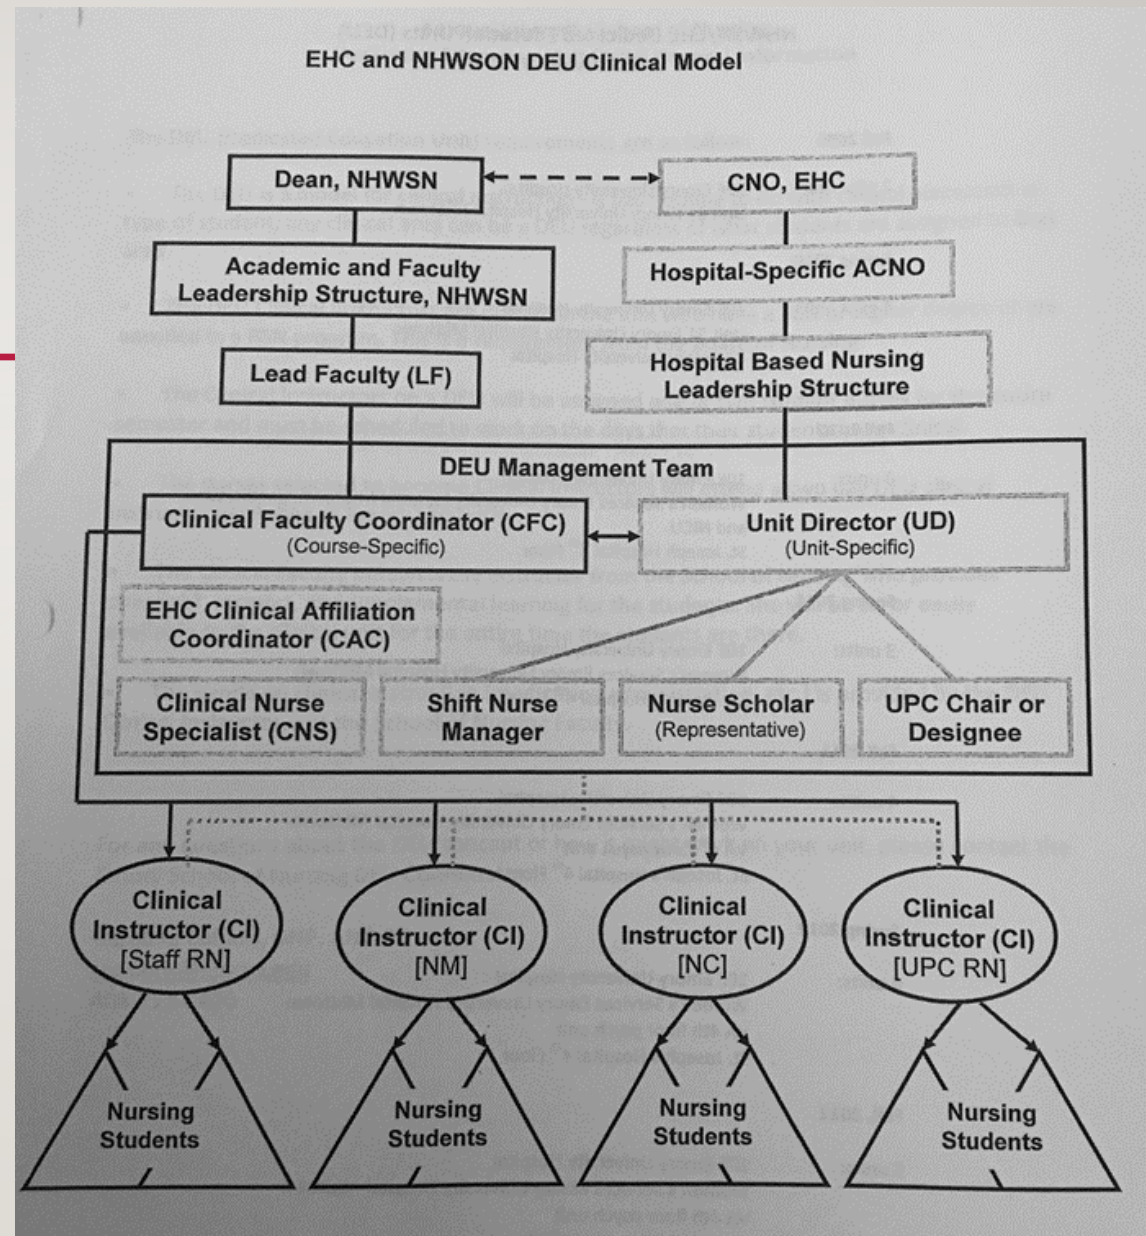 EHC and NHWSON DEU Clinical Model
Dean, NHWSN
CNO, EHC
Academic and Faculty
Leadership Structure, NHWSN
Hospital-Specific ACNO
Lead Faculty (LF)
Hospital Based Nursing
Leadership Structure
DEU Management Team
Clinical Faculty Coordinator (CFC)
(Course-Specific)
Unit Director (UD)
(Unit-Specific)
EHC Clinical Affiliation
Coordinator (CAC)
Clinical Nurse
Specialist (CNS)
Shift Nurse
Manager
Nurse Scholar
(Representative)
UPC Chair or
Designee
Clinical
Instructor (CI)
[Staff RN]
Clinical
Instructor (CI)
[NM]
Clinical
Instructor (CI)
[NC]
Clinical
Instructor (CI)
[UPC RN]
Nursing
Students
Nursing
Students
Nursing
Students
Nursing
Students